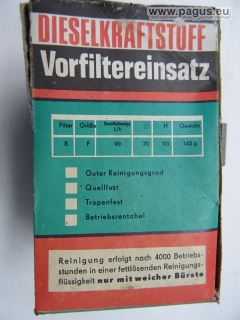 © www.pagus.eu
DIESELKRAFTSTOFF
Vorfiltereinsatz
Filter Größe Durchflußmenge L/h ∅ H Gewicht
B F 90 70 115 145 g
Guter Reinigungsgrad
Quellfest
Tropenfest
Betriebsrentabel
Reinigung erfolgt nach 4000 Betriebs-
stunden in einer fettlösenden Reinigungs-
flüssigkeit nur mit weicher Bürste